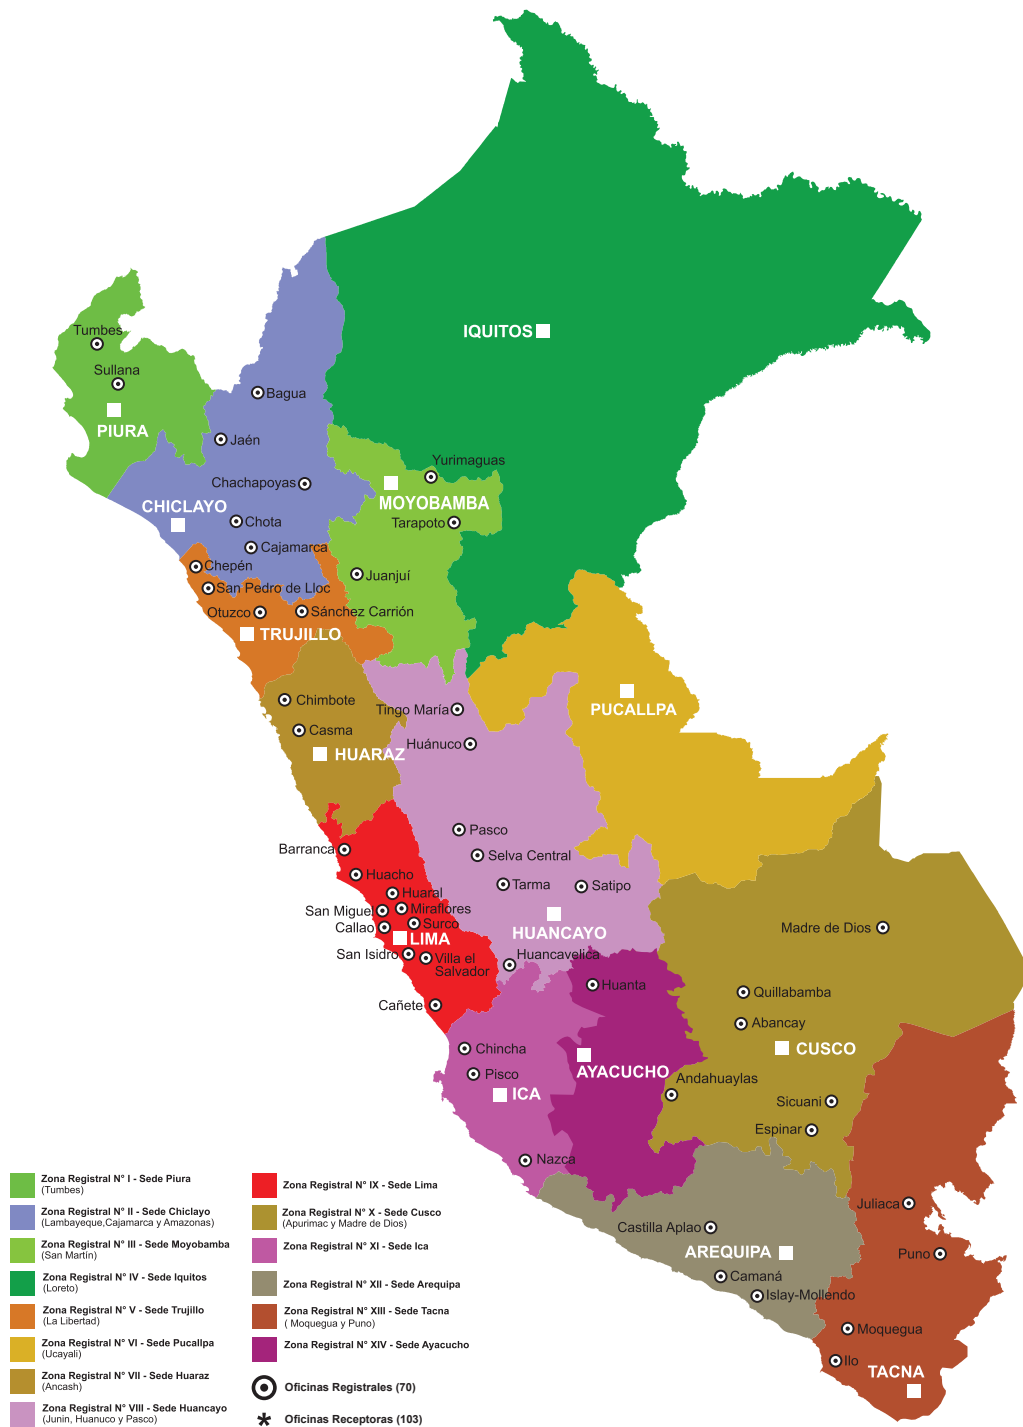 IQUITOS
Tumbes
Sullana
PIURA
Bagua
Jaén
Chachapoyas
CHICLAYO
Chota
Cajamarca
Yurimaguas
MOYOBAMBA
Tarapoto
Juanjuí
Chepén
San Pedro de Lloc
Otuzco
Sánchez Carrión
TRUJILLO
Chimbote
Casma
HUARAZ
Tingo María
Huánuco
PUCALLPA
Pasco
Selva Central
Tarma
Satipo
HUANCAYO
Huancavelica
Barranca
Huacho
Huaral
San Miguel
Miraflores
Callao
Surco
LIMA
San Isidro
Villa el
Salvador
Cañete
Madre de Dios
Quillabamba
Abancay
CUSCO
Huanta
AYACUCHO
Andahuaylas
Sicuani
Espinar
Chincha
Pisco
ICA
Nazca
Castilla Aplao
AREQUIPA
Camaná
Islay-Mollendo
Juliaca
Puno
Moquegua
Ilo
TACNA
Zona Registral N° I - Sede Piura
(Tumbes)
Zona Registral N° II - Sede Chiclayo
(Lambayeque,Cajamarca y Amazonas)
Zona Registral N° III - Sede Moyobamba
(San Martín)
Zona Registral N° IV - Sede Iquitos
(Loreto)
Zona Registral N° V - Sede Trujillo
(La Libertad)
Zona Registral N° VI - Sede Pucallpa
(Ucayali)
Zona Registral N° VII - Sede Huaraz
(Ancash)
Zona Registral N° VIII - Sede Huancayo
(Junin, Huanuco y Pasco)
Zona Registral N° IX - Sede Lima
Zona Registral N° X - Sede Cusco
(Apurimac y Madre de Dios)
Zona Registral N° XI - Sede Ica
Zona Registral N° XII - Sede Arequipa
Zona Registral N° XIII - Sede Tacna
( Moquegua y Puno)
Zona Registral N° XIV - Sede Ayacucho
Oficinas Registrales (70)
* Oficinas Receptoras (103)